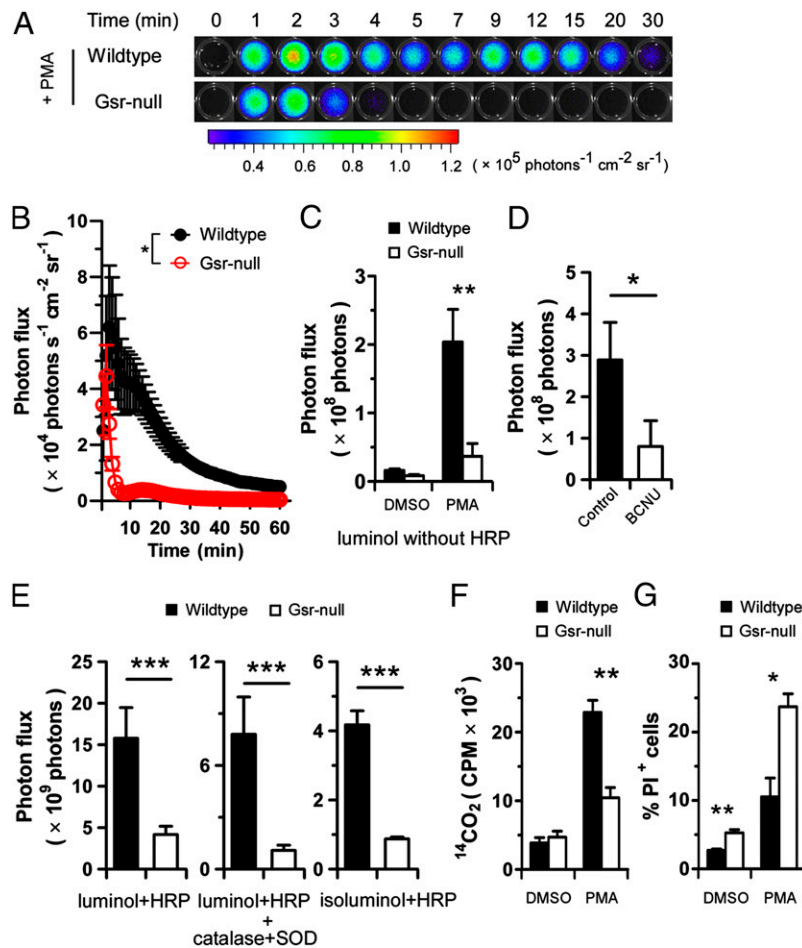 A
Time (min) 0 1 2 3 4 5 7 9 12 15 20 30
+ PMA
Wildtype
Gsr-null
0.4 0.6 0.8 1.0 1.2 ( × 10⁵ photons⁻¹ cm⁻² sr⁻¹ )
B
Photon flux
( × 10⁴ photons s⁻¹ cm⁻² sr⁻¹ )
10
8
6
4
2
0
* Wildtype
Gsr-null
10 20 30 40 50 60
Time (min)
C
Wildtype
Gsr-null
Photon flux
( × 10⁸ photons )
3
2
1
0
**
DMSO PMA
luminol without HRP
D
Photon flux
( × 10⁸ photons )
5
4
3
2
1
0
*
Control BCNU
E
Wildtype Gsr-null
Photon flux
( × 10⁹ photons )
25
20
15
10
5
0
***
luminol+HRP
12
9
6
3
0
***
luminol+HRP
+
catalase+SOD
6
4
2
0
***
isoluminol+HRP
F
Wildtype
Gsr-null
¹⁴CO₂ ( CPM × 10³ )
30
20
10
0
**
DMSO PMA
G
Wildtype
Gsr-null
% PI⁺ cells
30
20
10
0
**
*
DMSO PMA